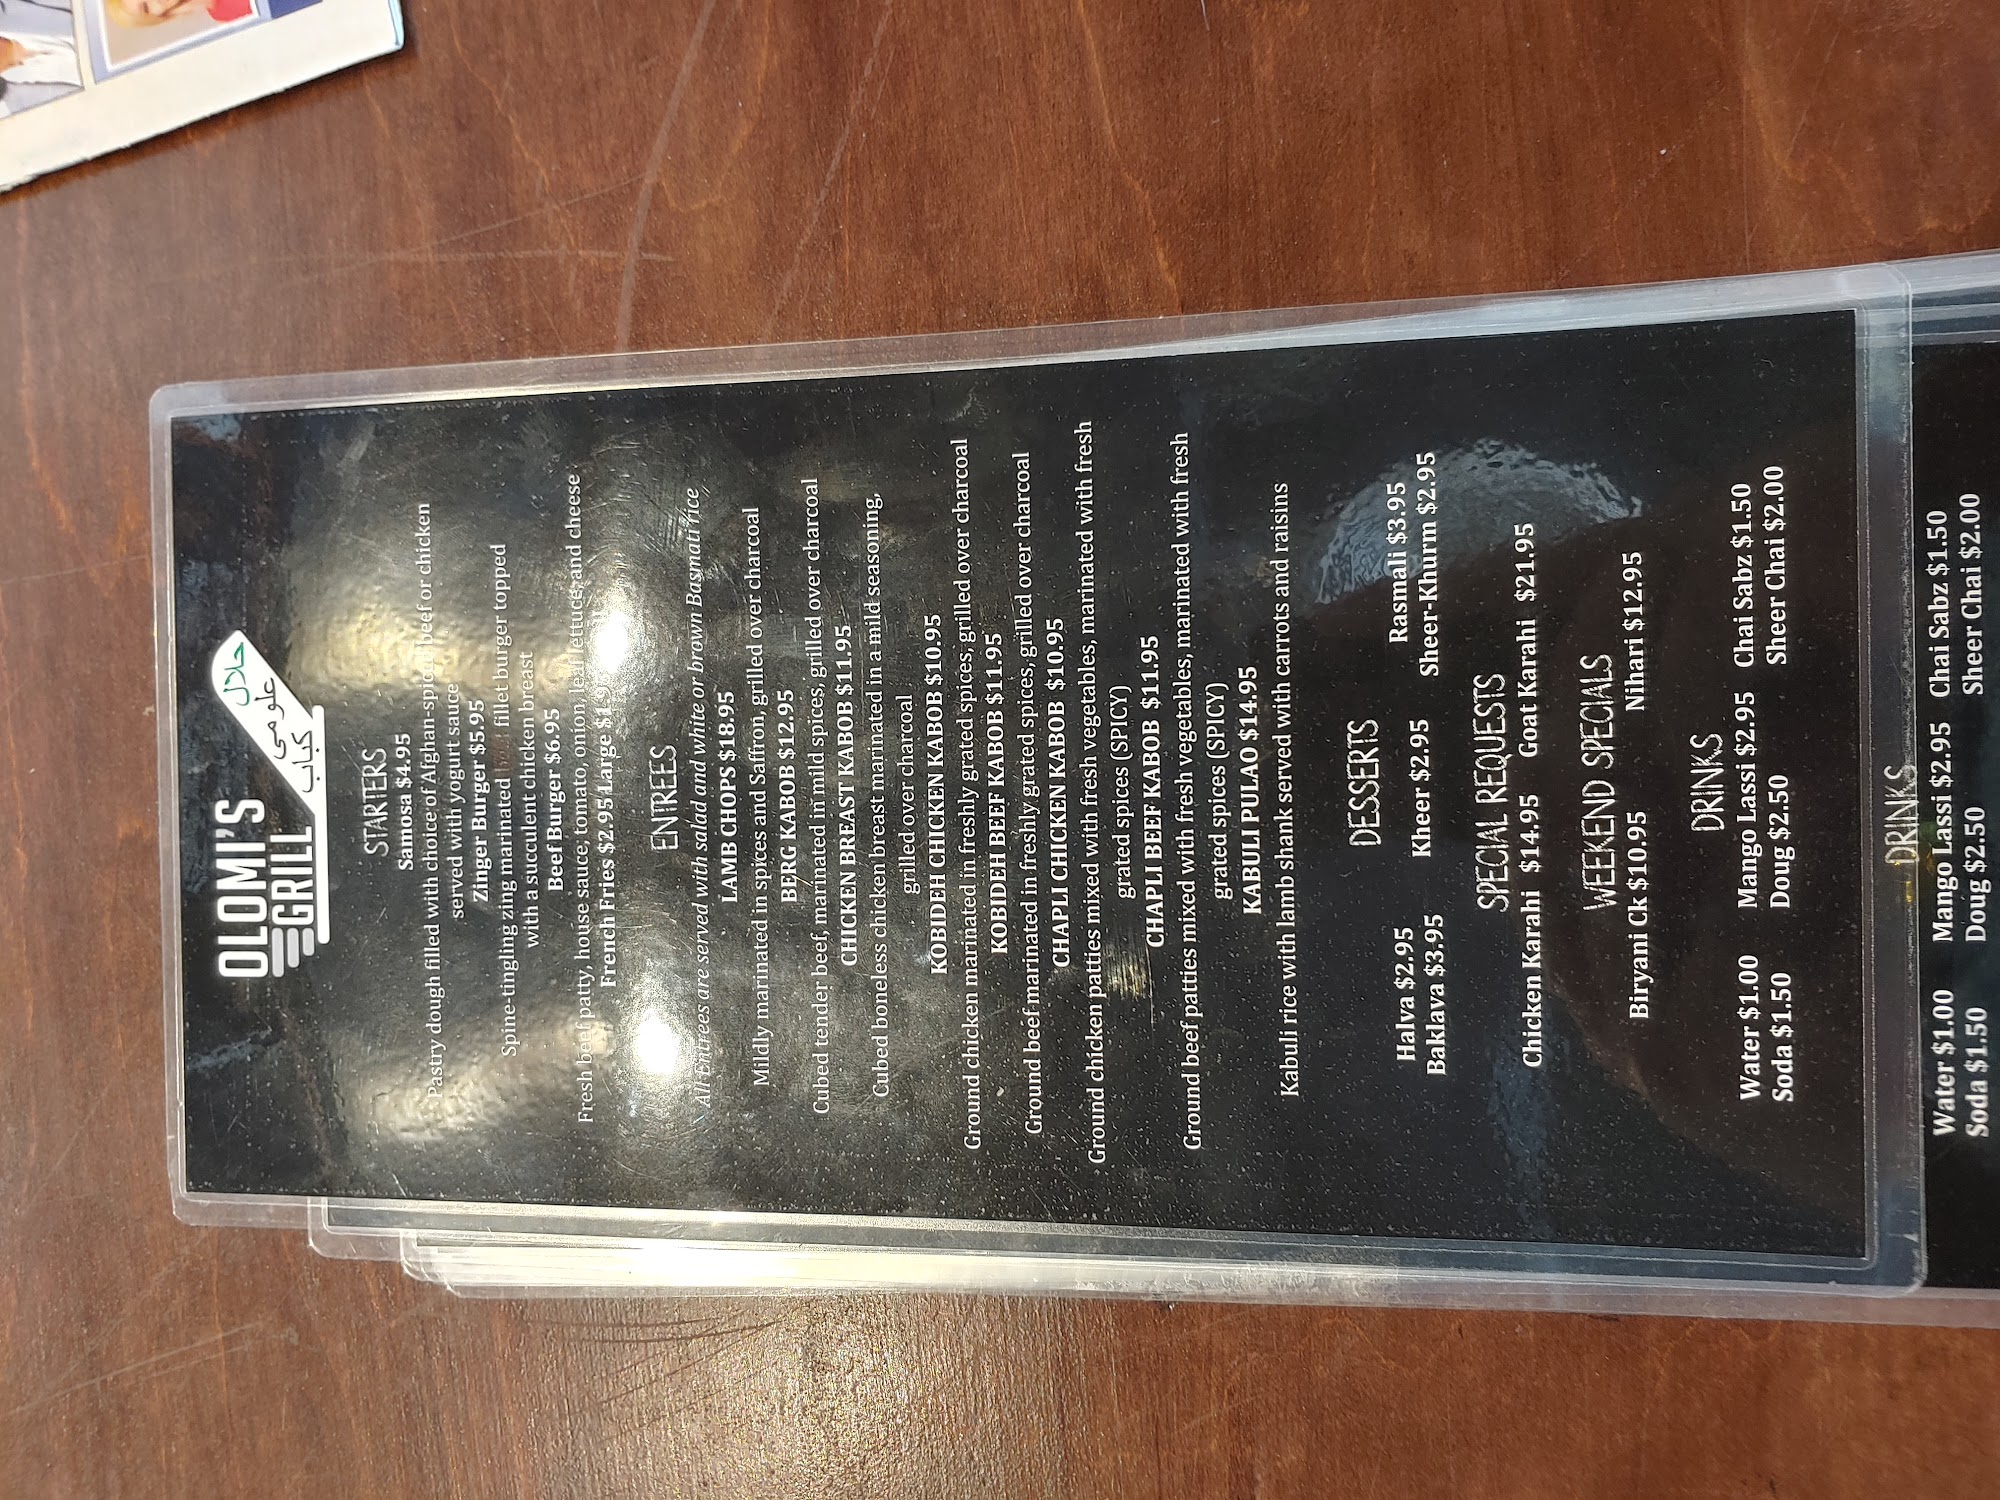 OLOMI'S
GRILL
حلال
علومی
کباب
STARTERS
Samosa $4.95
Pastry dough filled with choice of Afghan-spiced beef or chicken
served with yogurt sauce
Zinger Burger $5.95
Spine-tingling zing marinated fillet burger topped
with a succulent chicken breast
Beef Burger $6.95
Fresh beef patty, house sauce, tomato, onion, leaf lettuce, and cheese
French Fries $2.95 Large
ENTREES
All Entrees are served with salad and white or brown Basmati rice
LAMB CHOPS $18.95
Mildly marinated in spices and Saffron, grilled over charcoal
BERG KABOB $12.95
Cubed tender beef, marinated in mild spices, grilled over charcoal
CHICKEN BREAST KABOB $11.95
Cubed boneless chicken breast marinated in a mild seasoning,
grilled over charcoal
KOBIDEH CHICKEN KABOB $10.95
Ground chicken marinated in freshly grated spices, grilled over charcoal
KOBIDEH BEEF KABOB $11.95
Ground beef marinated in freshly grated spices, grilled over charcoal
CHAPLI CHICKEN KABOB $10.95
Ground chicken patties mixed with fresh vegetables, marinated with fresh
grated spices (SPICY)
CHAPLI BEEF KABOB $11.95
Ground beef patties mixed with fresh vegetables, marinated with fresh
grated spices (SPICY)
KABULI PULAO $14.95
Kabuli rice with lamb shank served with carrots and raisins
DESSERTS
Halva $2.95 Kheer $2.95 Rasmali $3.95
Baklava $3.95 Sheer-Khurm $2.95
SPECIAL REQUESTS
Chicken Karahi $14.95 Goat Karahi $21.95
WEEKEND SPECIALS
Biryani Ck $10.95 Nihari $12.95
DRINKS
Water $1.00 Mango Lassi $2.95 Chai Sabz $1.50
Soda $1.50 Doug $2.50 Sheer Chai $2.00
DRINKS
Water $1.00 Mango Lassi $2.95 Chai Sabz $1.50
Soda $1.50 Doug $2.50 Sheer Chai $2.00